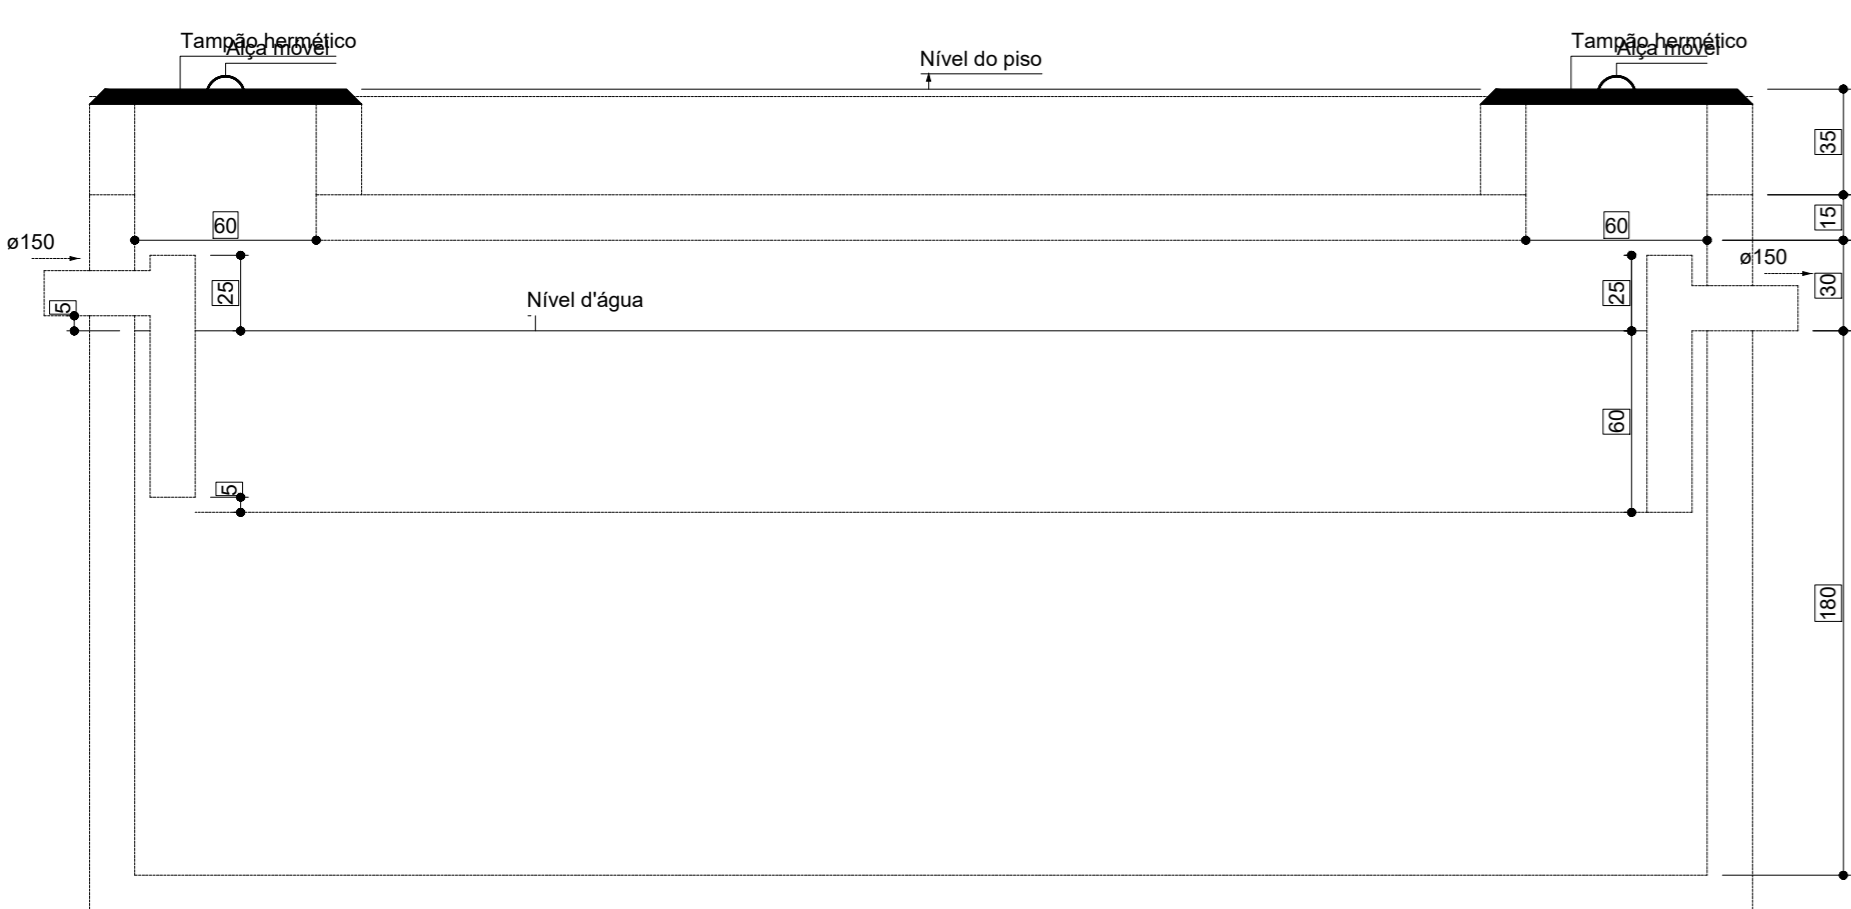 Tampão hermético
Alça móvel
Nível do piso
Tampão hermético
Alça móvel
35
15
60
60
ø150
ø150
25
25
30
5
Nível d'água
60
5
180